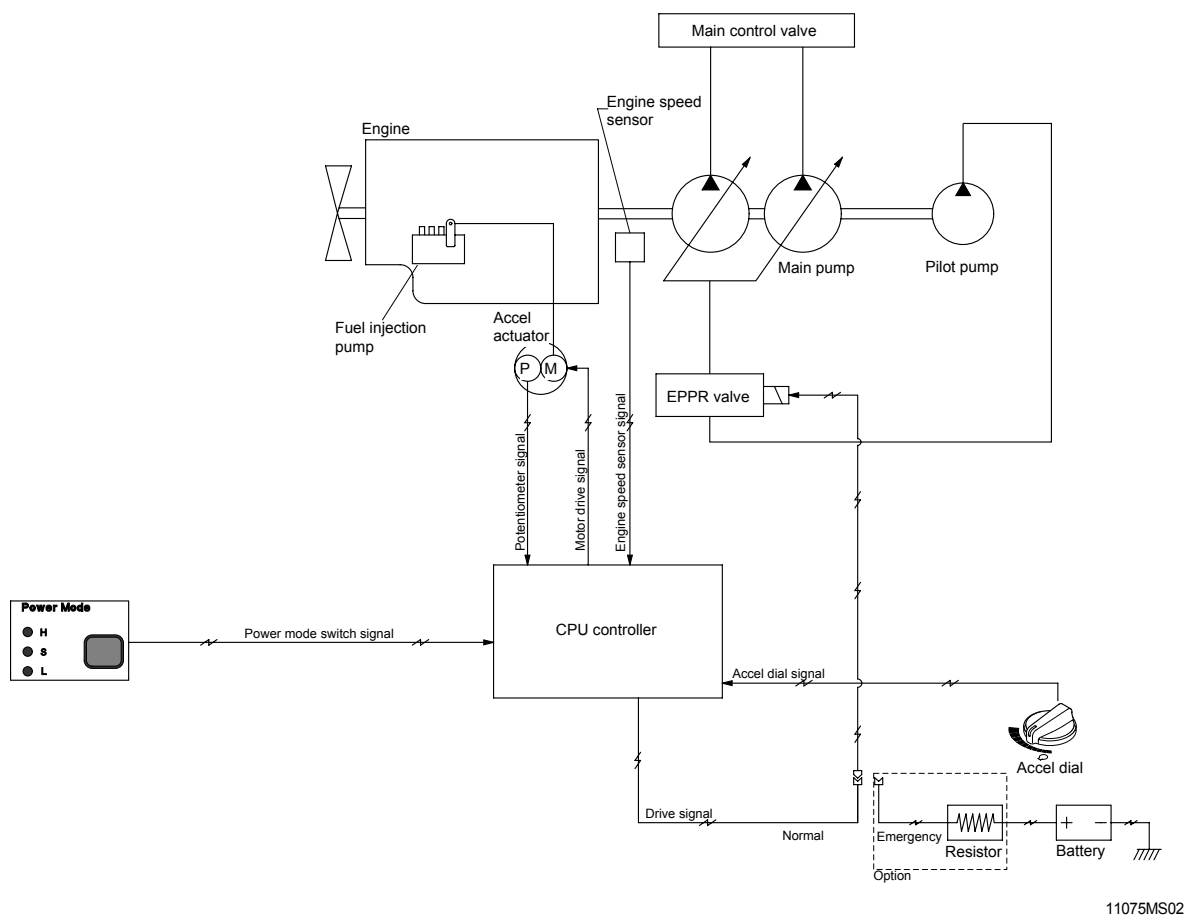 Main control valve
Engine speed
sensor
Engine
Main pump
Pilot pump
Fuel injection
pump
Accel
actuator
P
M
EPPR valve
Potentiometer signal
Motor drive signal
Engine speed sensor signal
Power Mode
H
S
L
Power mode switch signal
CPU controller
Accel dial signal
Accel dial
Drive signal
Normal
Emergency
Resistor
+
-
Battery
Option
11075MS02